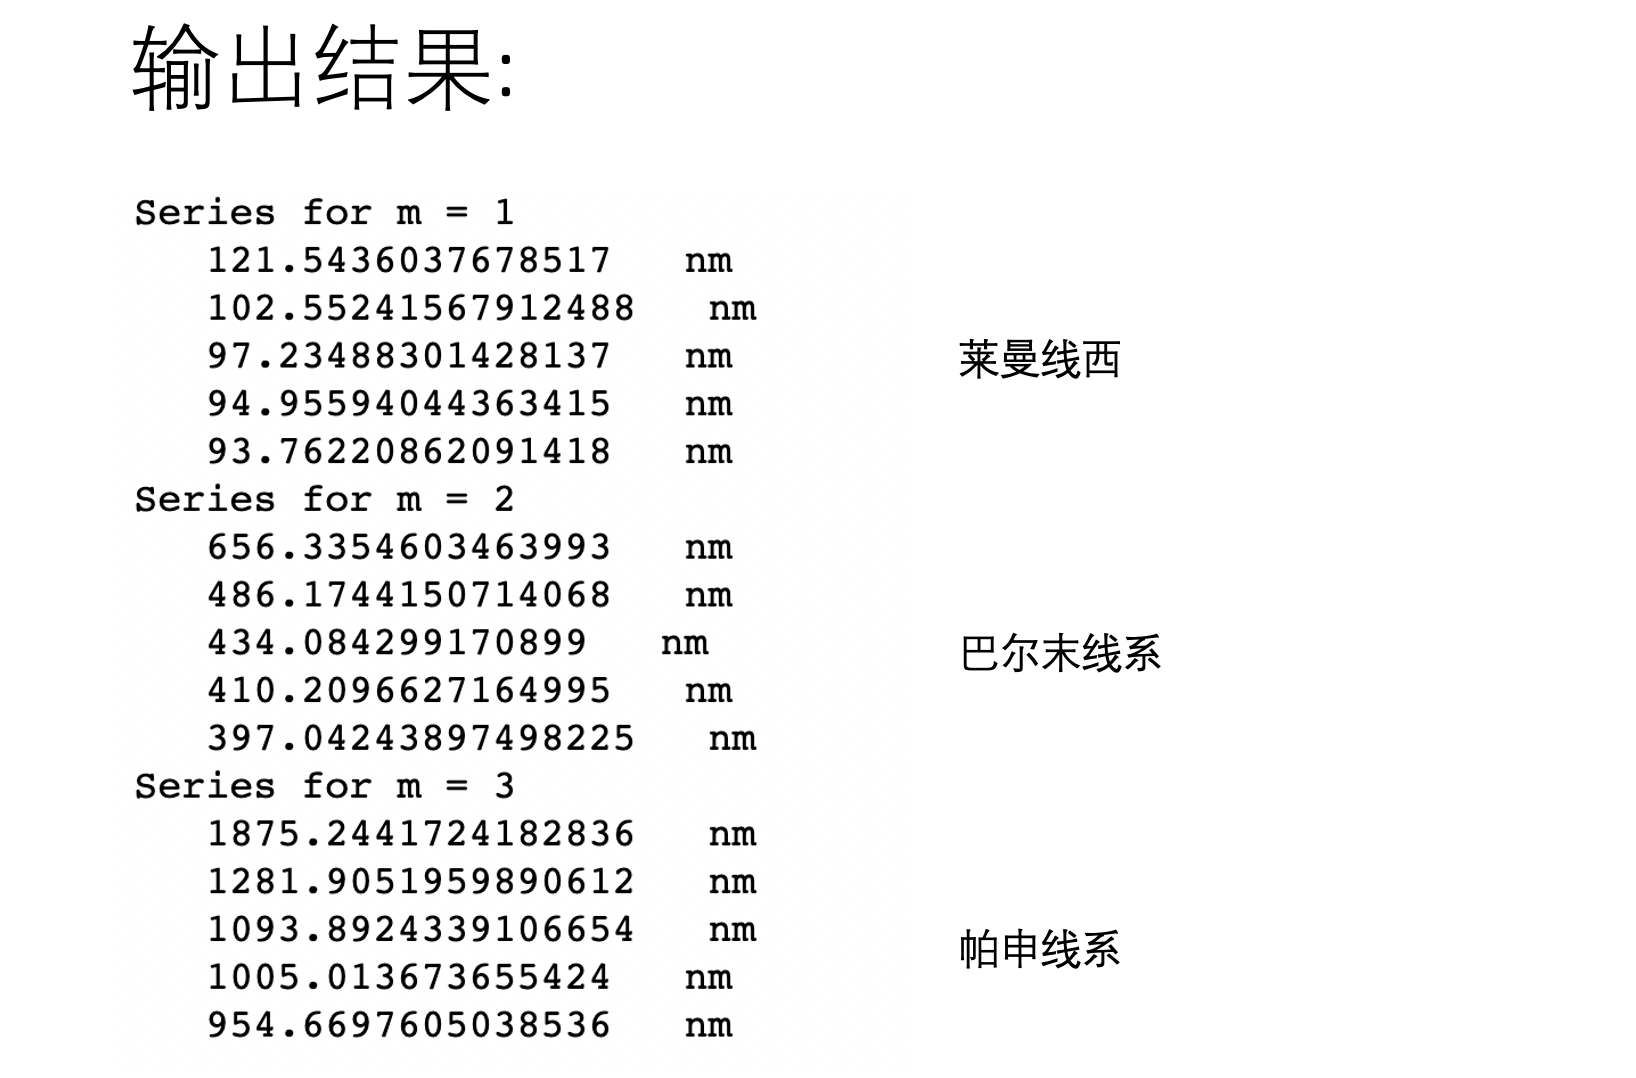 输出结果:
Series for m = 1
121.5436037678517 nm
102.55241567912488 nm
97.23488301428137 nm
莱曼线西
94.95594044363415 nm
93.76220862091418 nm
Series for m = 2
656.3354603463993 nm
486.1744150714068 nm
434.084299170899 nm
巴尔末线系
410.2096627164995 nm
397.04243897498225 nm
Series for m = 3
1875.2441724182836 nm
1281.9051959890612 nm
1093.8924339106654 nm
帕申线系
1005.013673655424 nm
954.6697605038536 nm